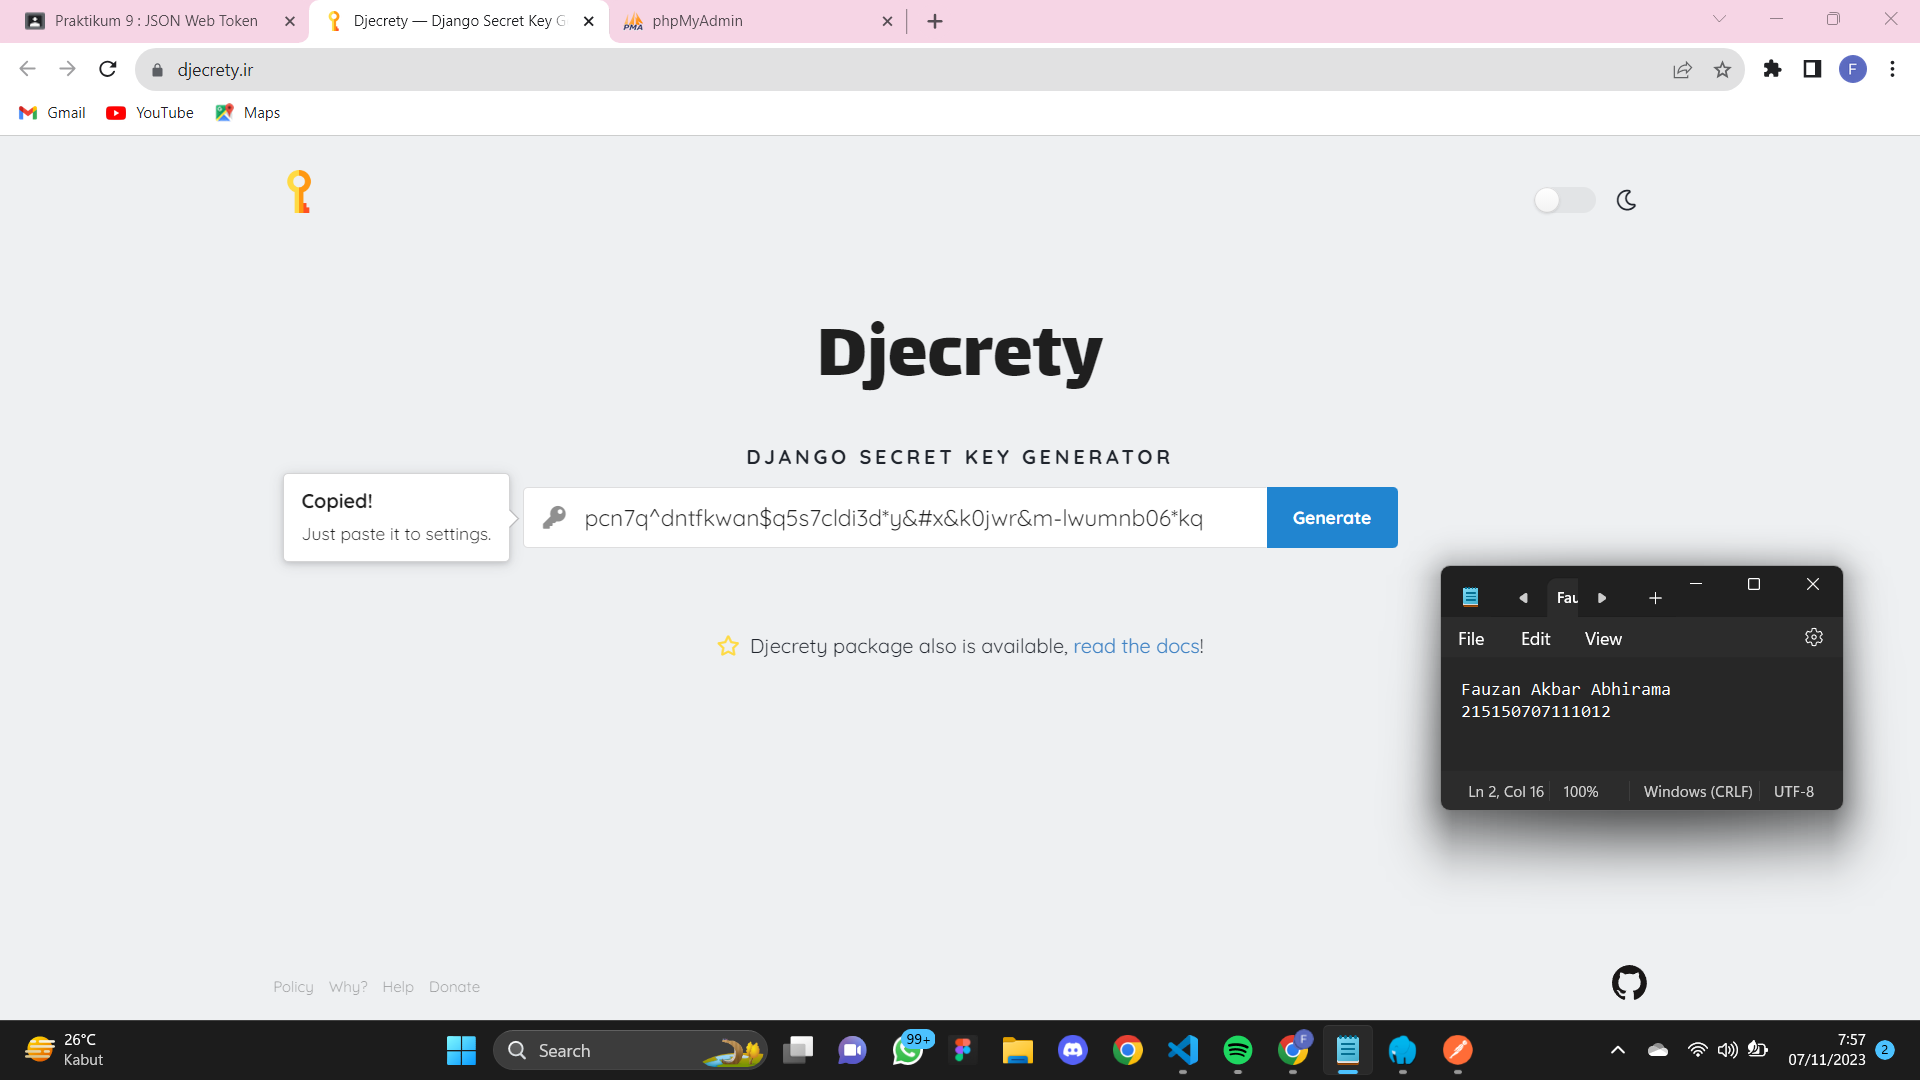 Praktikum 9 : JSON Web Token
Djecrety — Django Secret Key G
phpMyAdmin
djecrety.ir
F
Gmail
YouTube
Maps
Djecrety
DJANGO SECRET KEY GENERATOR
Copied!
Just paste it to settings.
pcn7q^dntfkwan$q5s7cldi3d*y&#x&k0jwr&m-lwumnb06*kq
Generate
Djecrety package also is available, read the docs!
Fau
File Edit View
Fauzan Akbar Abhirama
215150707111012
Ln 2, Col 16 100% Windows (CRLF) UTF-8
Policy Why? Help Donate
26°C
Kabut
Search
99+
F
7:57
07/11/2023
2